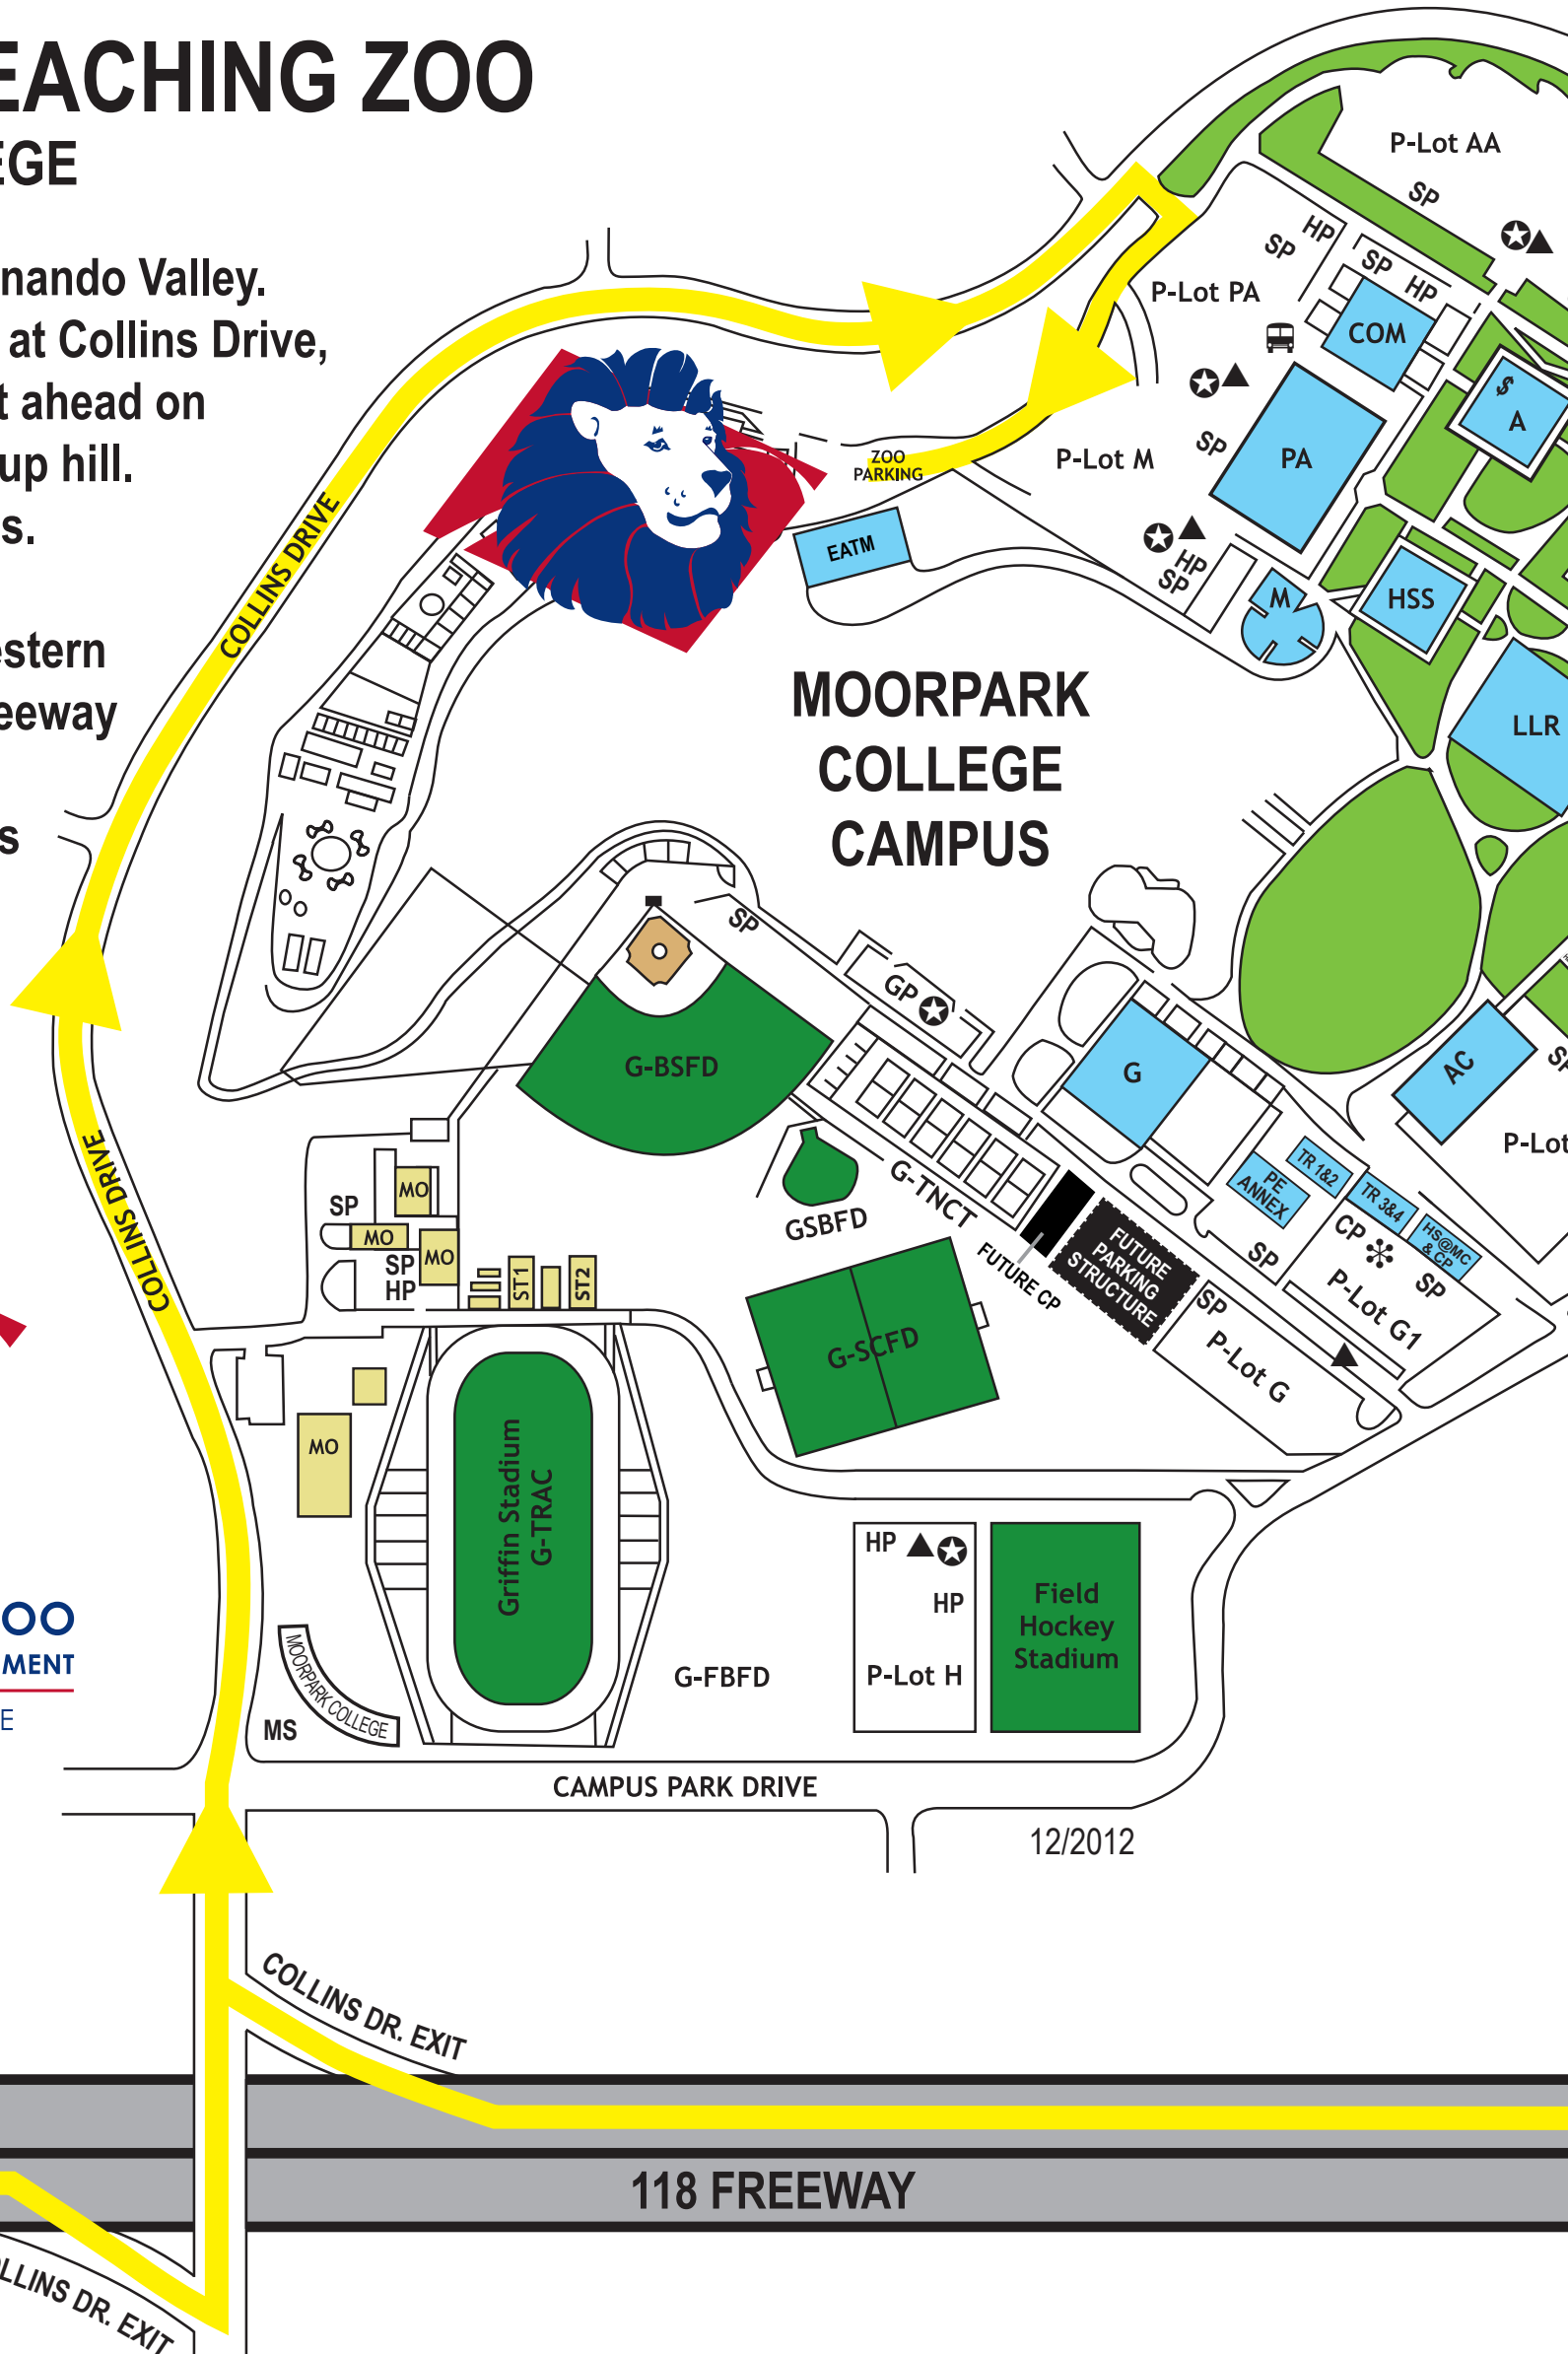 EACHING ZOO
EGE
nando Valley.
at Collins Drive,
t ahead on
up hill.
s.
estern
eeway
s
OO
MENT
E
P-Lot AA
SP
HP
SP
SP
HP
P-Lot PA
COM
$
A
SP
PA
P-Lot M
ZOO
PARKING
EATM
HP
SP
M
HSS
LLR
COLLINS DRIVE
MOORPARK
COLLEGE
CAMPUS
SP
GP
G-BSFD
G
AC
SP
P-Lot
COLLINS DRIVE
COLLINS DRIVE
MO
SP
MO
SP
HP
MO
ST1
ST2
GSBFD
G-TNCT
FUTURE CP
FUTURE
PARKING
STRUCTURE
PE
ANNEX
TR 1&2
TR 3&4
HS@MC
& CP
CP
SP
SP
P-Lot G1
SP
P-Lot G
G-SCFD
MO
Griffin Stadium
G-TRAC
HP
HP
P-Lot H
Field
Hockey
Stadium
G-FBFD
MOORPARK COLLEGE
MS
CAMPUS PARK DRIVE
12/2012
COLLINS DR. EXIT
118 FREEWAY
OLLINS DR. EXIT